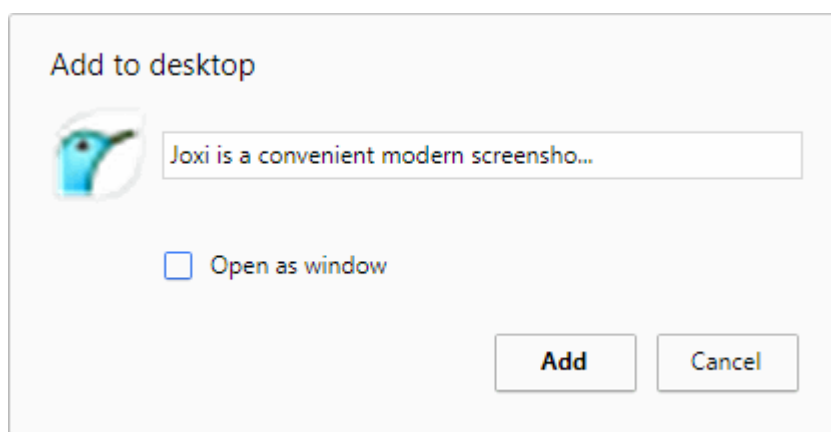 Add to desktop
Joxi is a convenient modern screensho...
Open as window
Add
Cancel